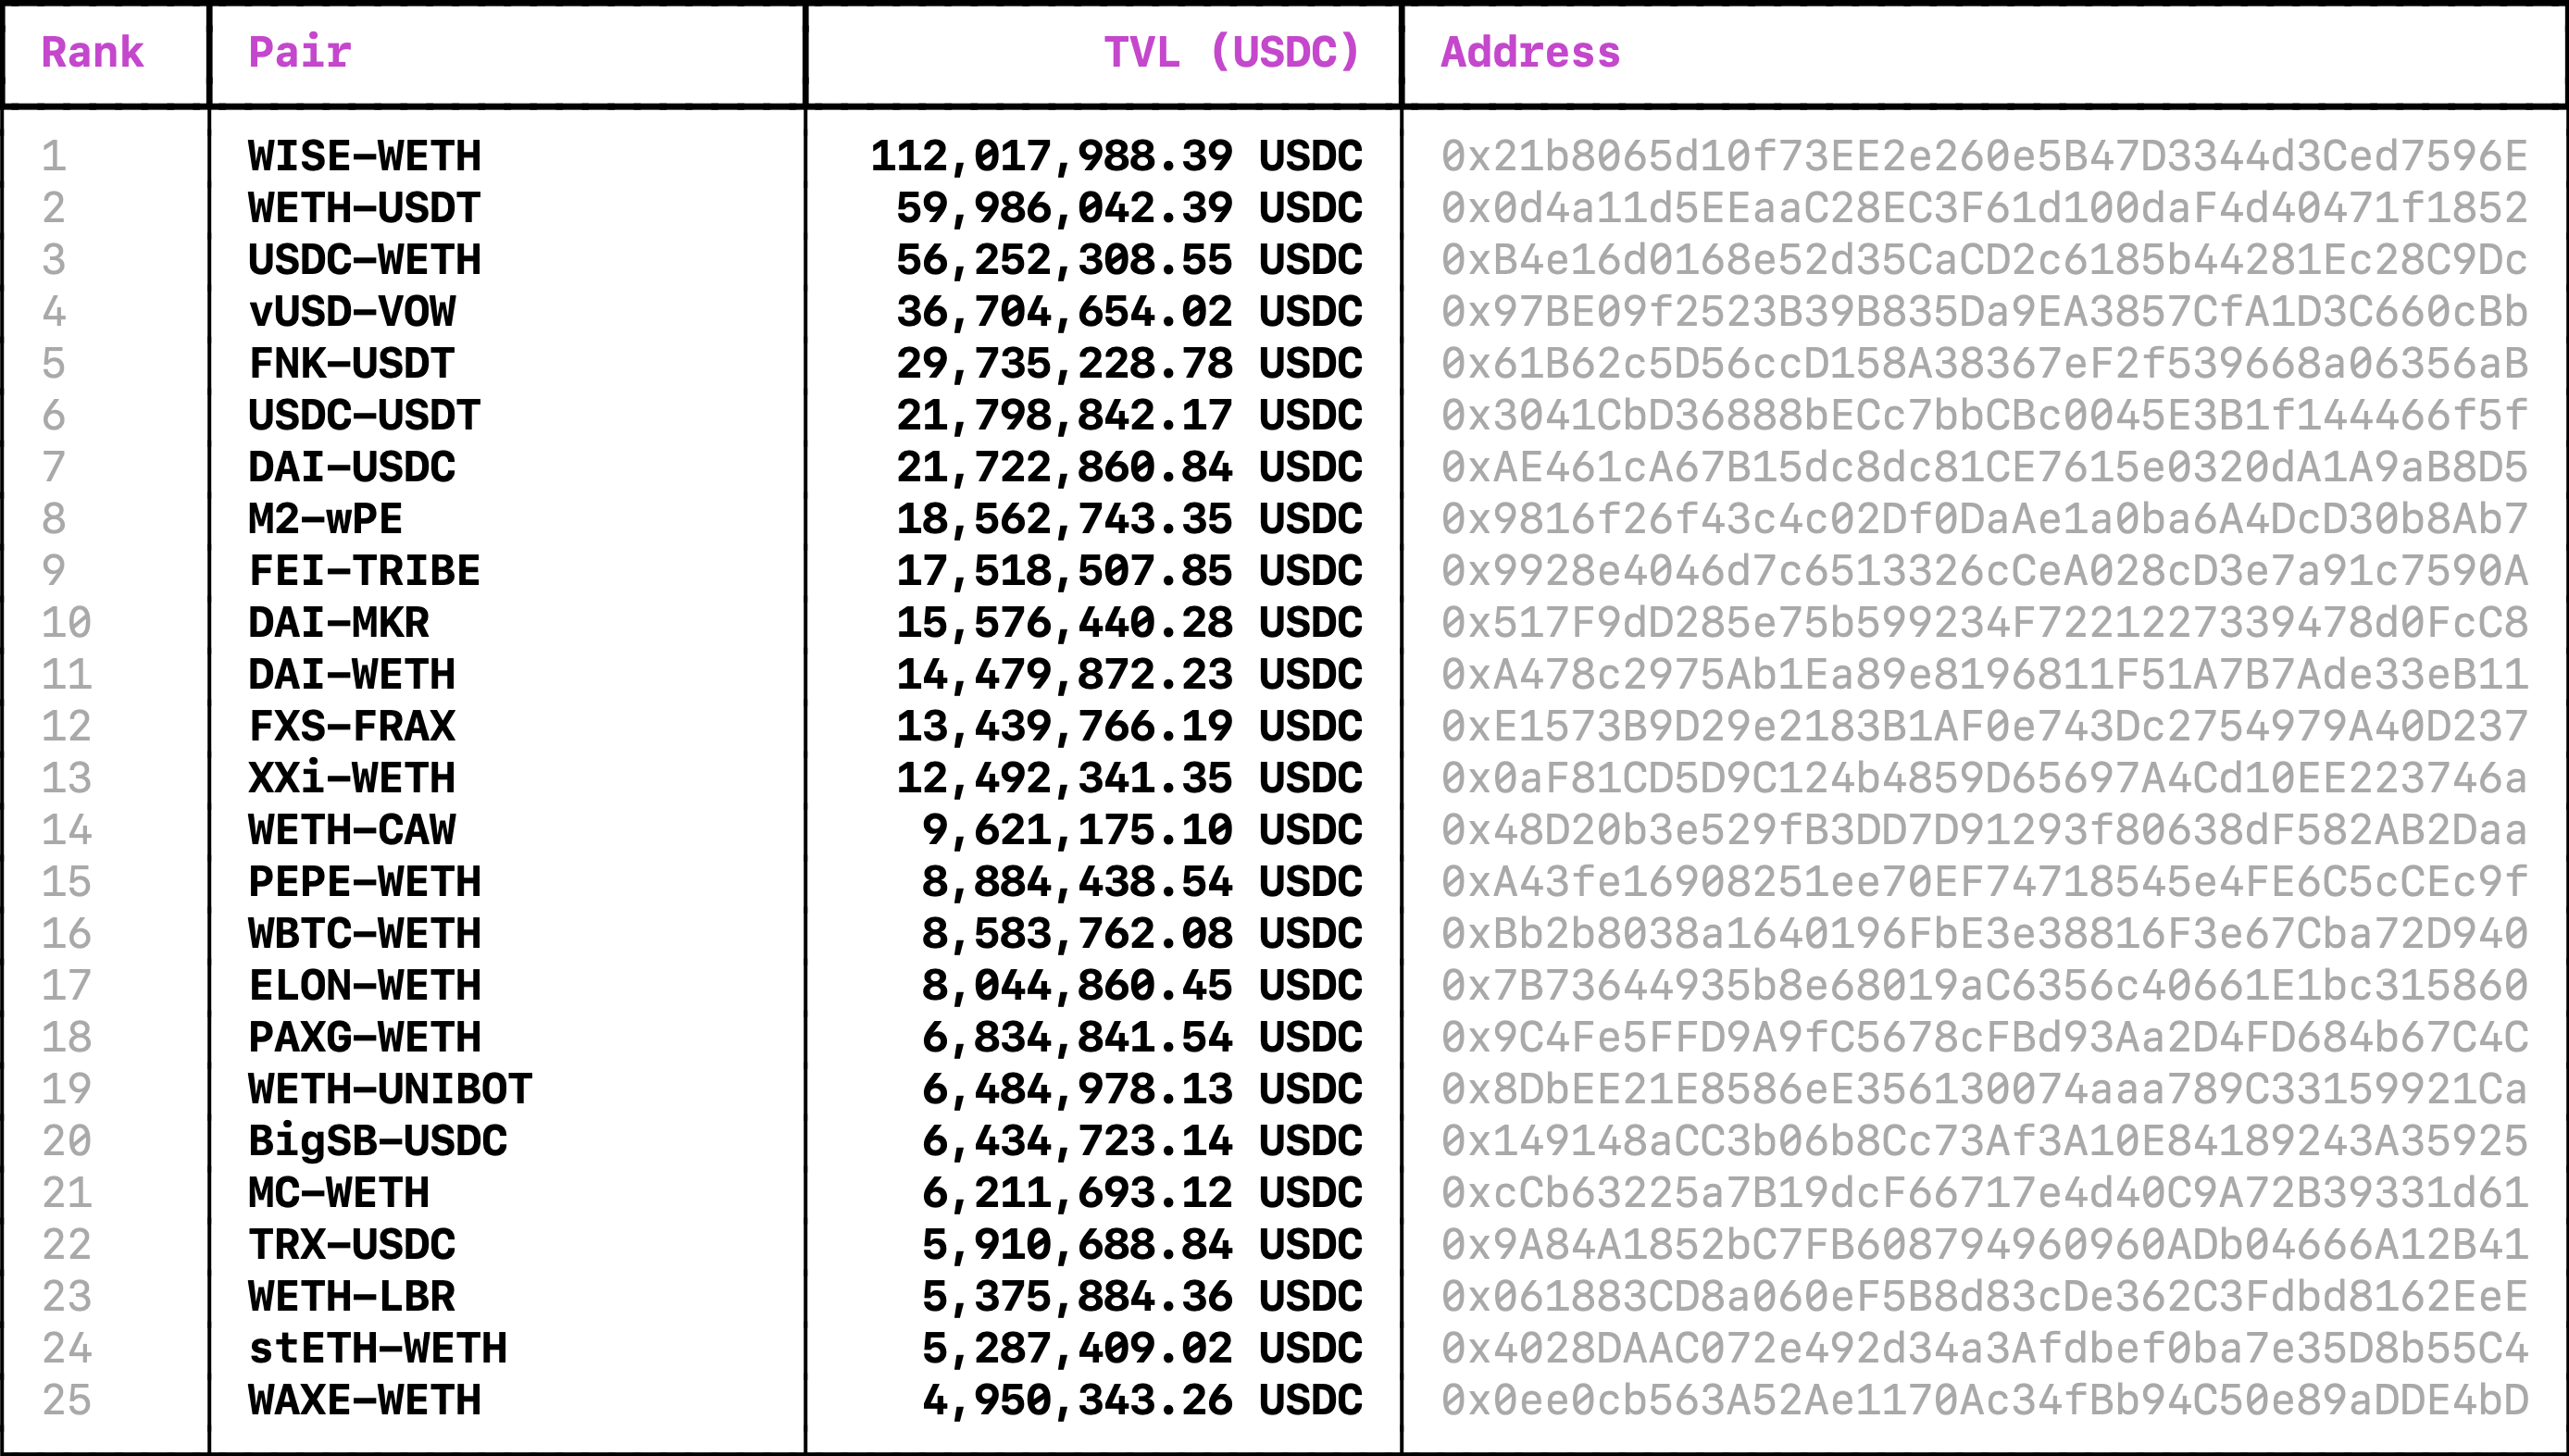 Rank Pair TVL (USDC) Address
1 WISE-WETH 112,017,988.39 USDC 0x21b8065d10f73EE2e260e5B47D3344d3Ced7596E
2 WETH-USDT 59,986,042.39 USDC 0x0d4a11d5EEaaC28EC3F61d100daF4d40471f1852
3 USDC-WETH 56,252,308.55 USDC 0xB4e16d0168e52d35CaCD2c6185b44281Ec28C9Dc
4 vUSD-VOW 36,704,654.02 USDC 0x97BE09f2523B39B835Da9EA3857CfA1D3C660cBb
5 FNK-USDT 29,735,228.78 USDC 0x61B62c5D56ccD158A38367eF2f539668a06356aB
6 USDC-USDT 21,798,842.17 USDC 0x3041CbD36888bECc7bbCBc0045E3B1f144466f5f
7 DAI-USDC 21,722,860.84 USDC 0xAE461cA67B15dc8dc81CE7615e0320dA1A9aB8D5
8 M2-wPE 18,562,743.35 USDC 0x9816f26f43c4c02Df0DaAe1a0ba6A4DcD30b8Ab7
9 FEI-TRIBE 17,518,507.85 USDC 0x9928e4046d7c6513326cCeA028cD3e7a91c7590A
10 DAI-MKR 15,576,440.28 USDC 0x517F9dD285e75b599234F7221227339478d0FcC8
11 DAI-WETH 14,479,872.23 USDC 0xA478c2975Ab1Ea89e8196811F51A7B7Ade33eB11
12 FXS-FRAX 13,439,766.19 USDC 0xE1573B9D29e2183B1AF0e743Dc2754979A40D237
13 XXi-WETH 12,492,341.35 USDC 0x0aF81CD5D9C124b4859D65697A4Cd10EE223746a
14 WETH-CAW 9,621,175.10 USDC 0x48D20b3e529fB3DD7D91293f80638dF582AB2Daa
15 PEPE-WETH 8,884,438.54 USDC 0xA43fe16908251ee70EF74718545e4FE6C5cCEc9f
16 WBTC-WETH 8,583,762.08 USDC 0xBb2b8038a1640196FbE3e38816F3e67Cba72D940
17 ELON-WETH 8,044,860.45 USDC 0x7B73644935b8e68019aC6356c40661E1bc315860
18 PAXG-WETH 6,834,841.54 USDC 0x9C4Fe5FFD9A9fC5678cFBd93Aa2D4FD684b67C4C
19 WETH-UNIBOT 6,484,978.13 USDC 0x8DbEE21E8586eE356130074aaa789C33159921Ca
20 BigSB-USDC 6,434,723.14 USDC 0x149148aCC3b06b8Cc73Af3A10E84189243A35925
21 MC-WETH 6,211,693.12 USDC 0xcCb63225a7B19dcF66717e4d40C9A72B39331d61
22 TRX-USDC 5,910,688.84 USDC 0x9A84A1852bC7FB608794960960ADb04666A12B41
23 WETH-LBR 5,375,884.36 USDC 0x061883CD8a060eF5B8d83cDe362C3Fdbd8162EeE
24 stETH-WETH 5,287,409.02 USDC 0x4028DAAC072e492d34a3Afdbef0ba7e35D8b55C4
25 WAXE-WETH 4,950,343.26 USDC 0x0ee0cb563A52Ae1170Ac34fBb94C50e89aDDE4bD